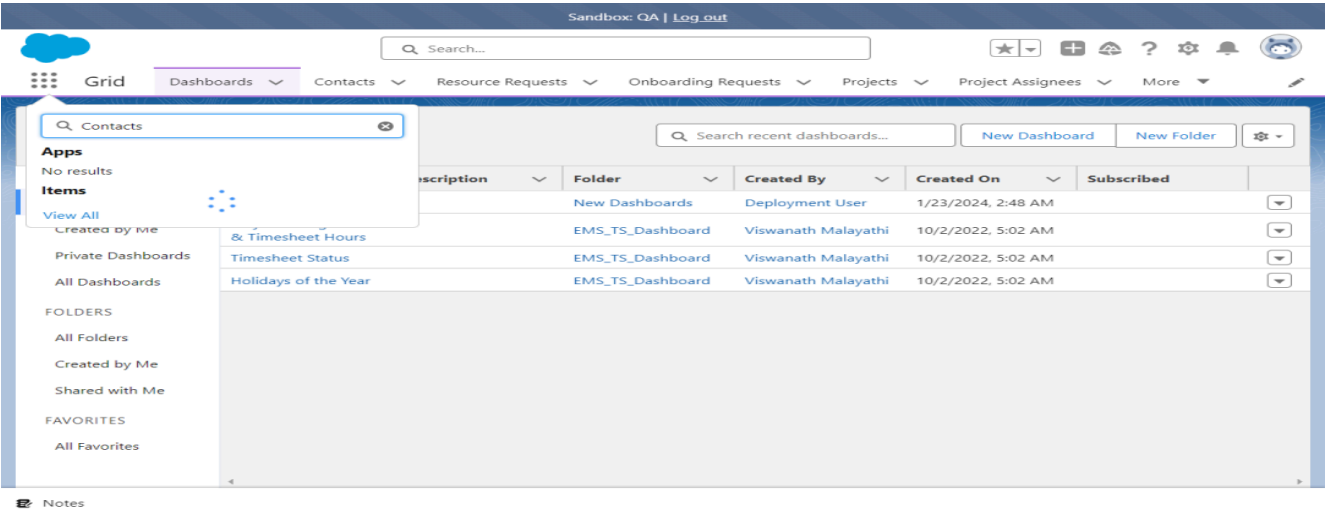 Sandbox: QA | Log out
Search...
Grid Dashboards Contacts Resource Requests Onboarding Requests Projects Project Assignees More
Contacts
Search recent dashboards... New Dashboard New Folder
Apps
No results
Items
View All
scription Folder Created By Created On Subscribed
New Dashboards Deployment User 1/23/2024, 2:48 AM
Created by Me
& Timesheet Hours EMS_TS_Dashboard Viswanath Malayathi 10/2/2022, 5:02 AM
Private Dashboards Timesheet Status EMS_TS_Dashboard Viswanath Malayathi 10/2/2022, 5:02 AM
All Dashboards Holidays of the Year EMS_TS_Dashboard Viswanath Malayathi 10/2/2022, 5:02 AM
FOLDERS
All Folders
Created by Me
Shared with Me
FAVORITES
All Favorites
Notes